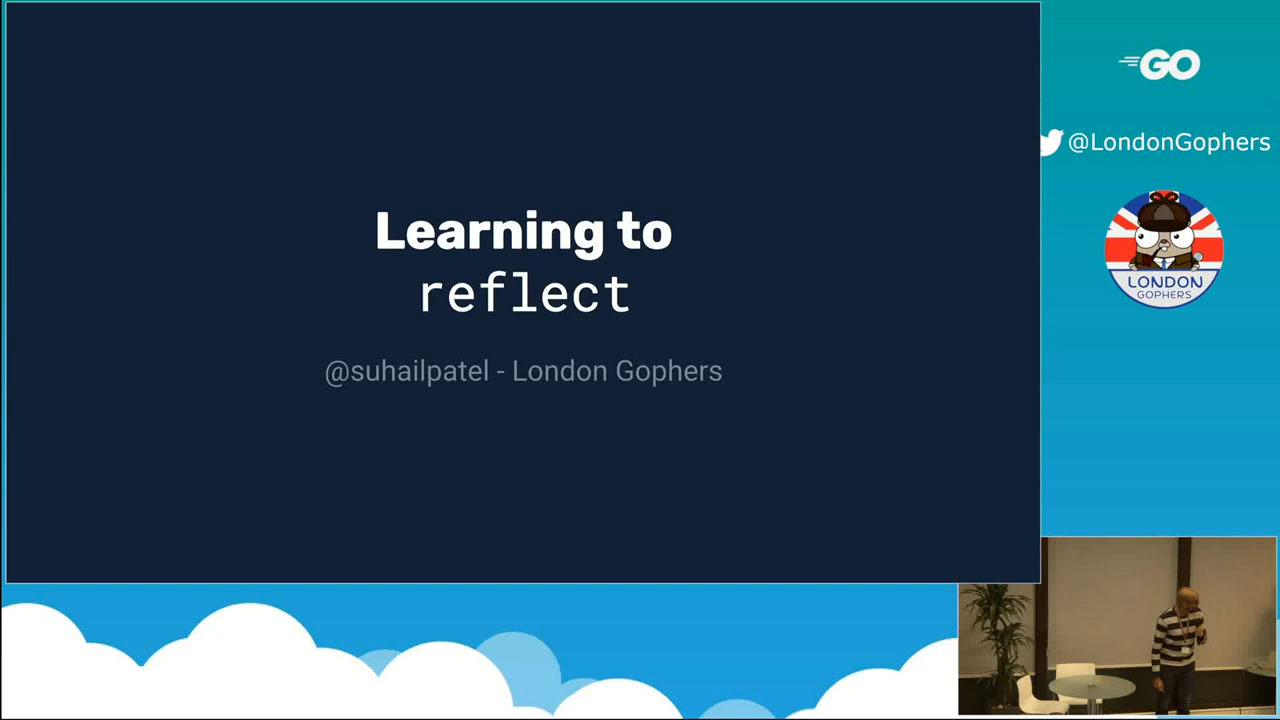 Learning to
reflect
@suhailpatel - London Gophers
GO
@LondonGophers
LONDON
GOPHERS